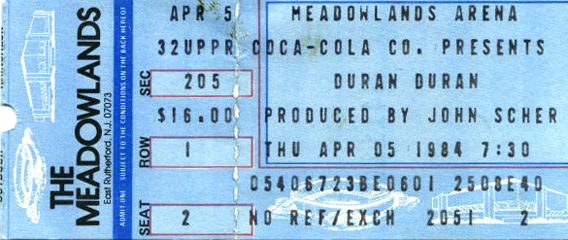 THE MEADOWLANDS
East Rutherford, N.J. 07073
ADMIT ONE SUBJECT TO THE CONDITIONS ON THE BACK HEREOF
APR 5 MEADOWLANDS ARENA
32UPPR COCA-COLA CO. PRESENTS
SEC 205 DURAN DURAN
$16.00 PRODUCED BY JOHN SCHER
ROW 1 THU APR 05 1984 7:30
05406723BE0601 2508E40
SEAT 2 NO REF/EXCH 2051 2